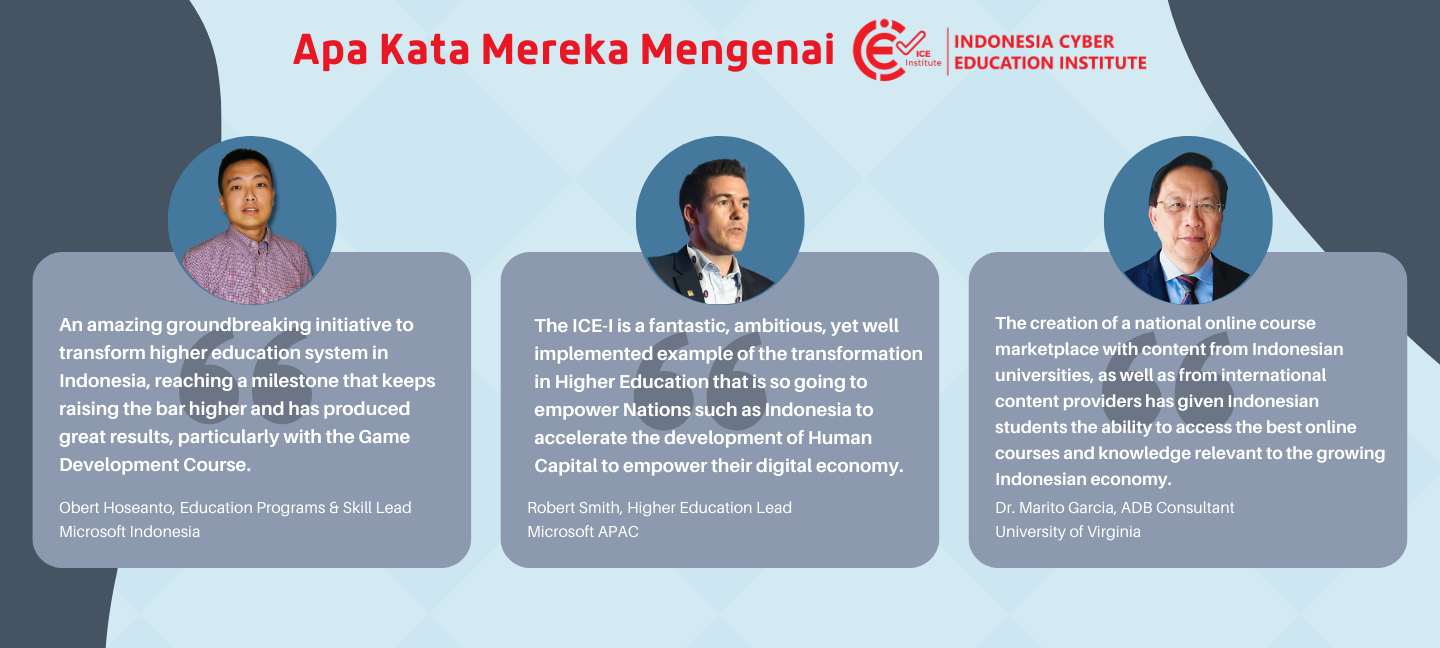 Apa Kata Mereka Mengenai
ICE
Institute
INDONESIA CYBER
EDUCATION INSTITUTE
An amazing groundbreaking initiative to
transform higher education system in
Indonesia, reaching a milestone that keeps
raising the bar higher and has produced
great results, particularly with the Game
Development Course.
Obert Hoseanto, Education Programs & Skill Lead
Microsoft Indonesia
The ICE-I is a fantastic, ambitious, yet well
implemented example of the transformation
in Higher Education that is so going to
empower Nations such as Indonesia to
accelerate the development of Human
Capital to empower their digital economy.
Robert Smith, Higher Education Lead
Microsoft APAC
The creation of a national online course
marketplace with content from Indonesian
universities, as well as from international
content providers has given Indonesian
students the ability to access the best online
courses and knowledge relevant to the growing
Indonesian economy.
Dr. Marito Garcia, ADB Consultant
University of Virginia